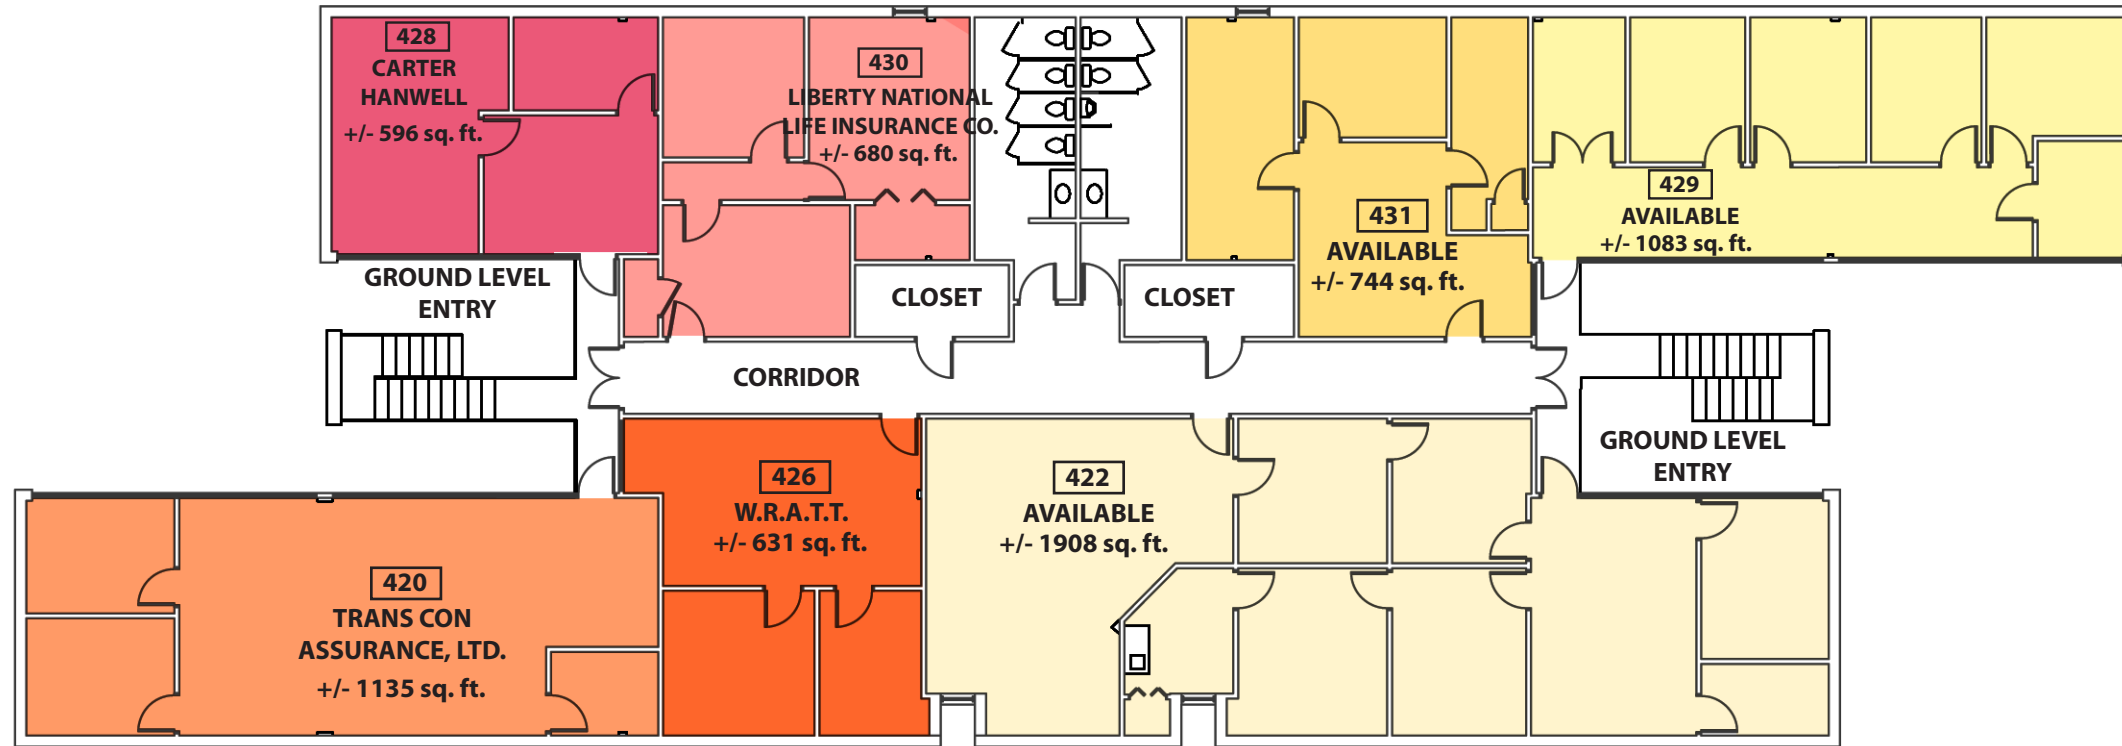 428
CARTER
HANWELL
+/- 596 sq. ft.
430
LIBERTY NATIONAL
LIFE INSURANCE CO.
+/- 680 sq. ft.
431
AVAILABLE
+/- 744 sq. ft.
429
AVAILABLE
+/- 1083 sq. ft.
GROUND LEVEL
ENTRY
CLOSET
CLOSET
CORRIDOR
GROUND LEVEL
ENTRY
420
TRANS CON
ASSURANCE, LTD.
+/- 1135 sq. ft.
426
W.R.A.T.T.
+/- 631 sq. ft.
422
AVAILABLE
+/- 1908 sq. ft.